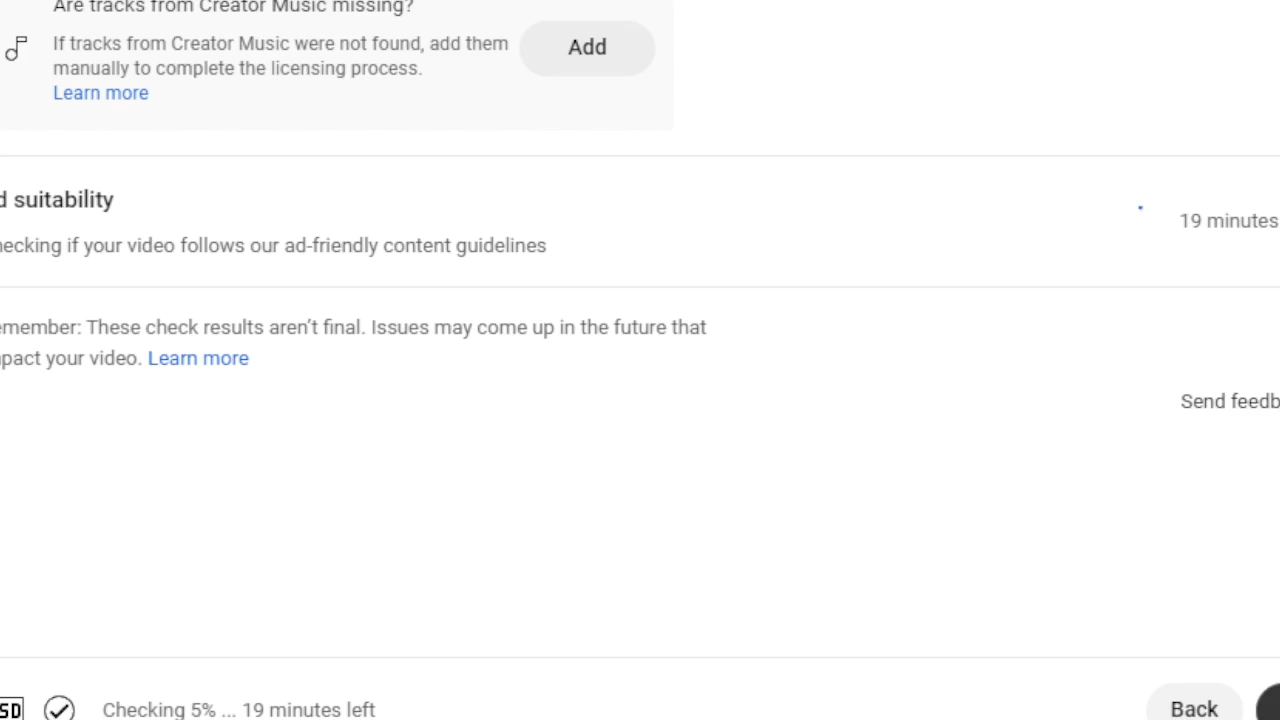 Are tracks from Creator Music missing?
If tracks from Creator Music were not found, add them
manually to complete the licensing process.
Learn more
Add
d suitability
19 minutes
hecking if your video follows our ad-friendly content guidelines
emember: These check results aren't final. Issues may come up in the future that
pact your video. Learn more
Send feedb
SD
Checking 5% ... 19 minutes left
Back